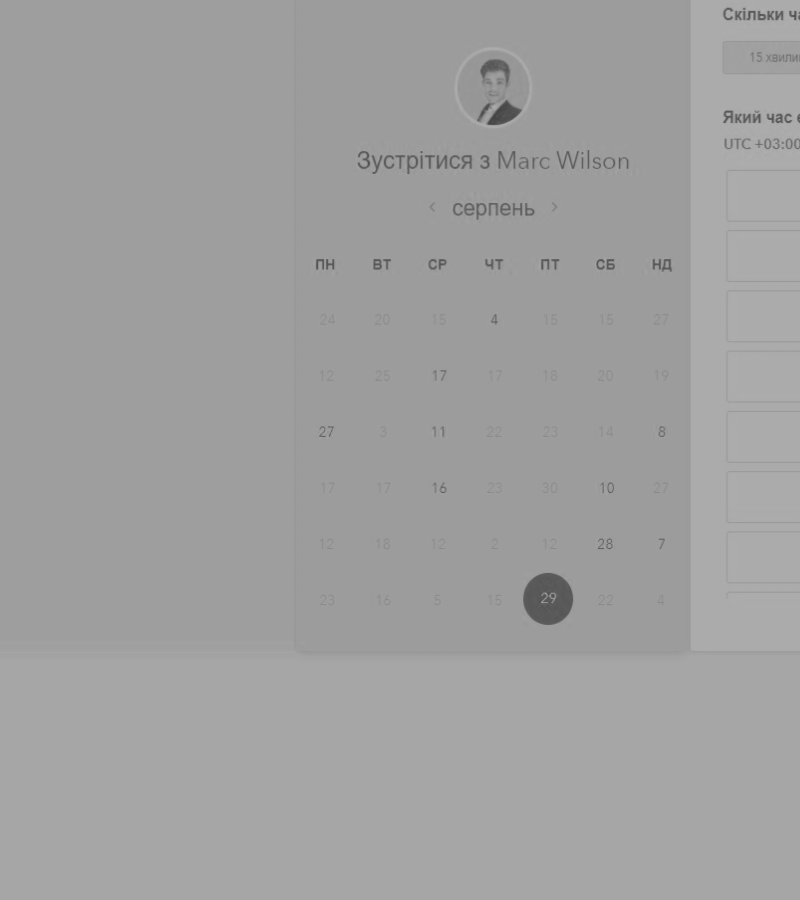 Скільки
15
Який час
UTC +03:00
Зустрітися з Marc Wilson
серпень
ПН ВТ СР ЧТ ПТ СБ НД
24 20 15 4 15 15 27
12 25 17 17 18 20 19
27 3 11 22 23 14 8
17 17 16 23 30 10 27
12 18 12 2 12 28 7
23 16 5 15 29 22 4